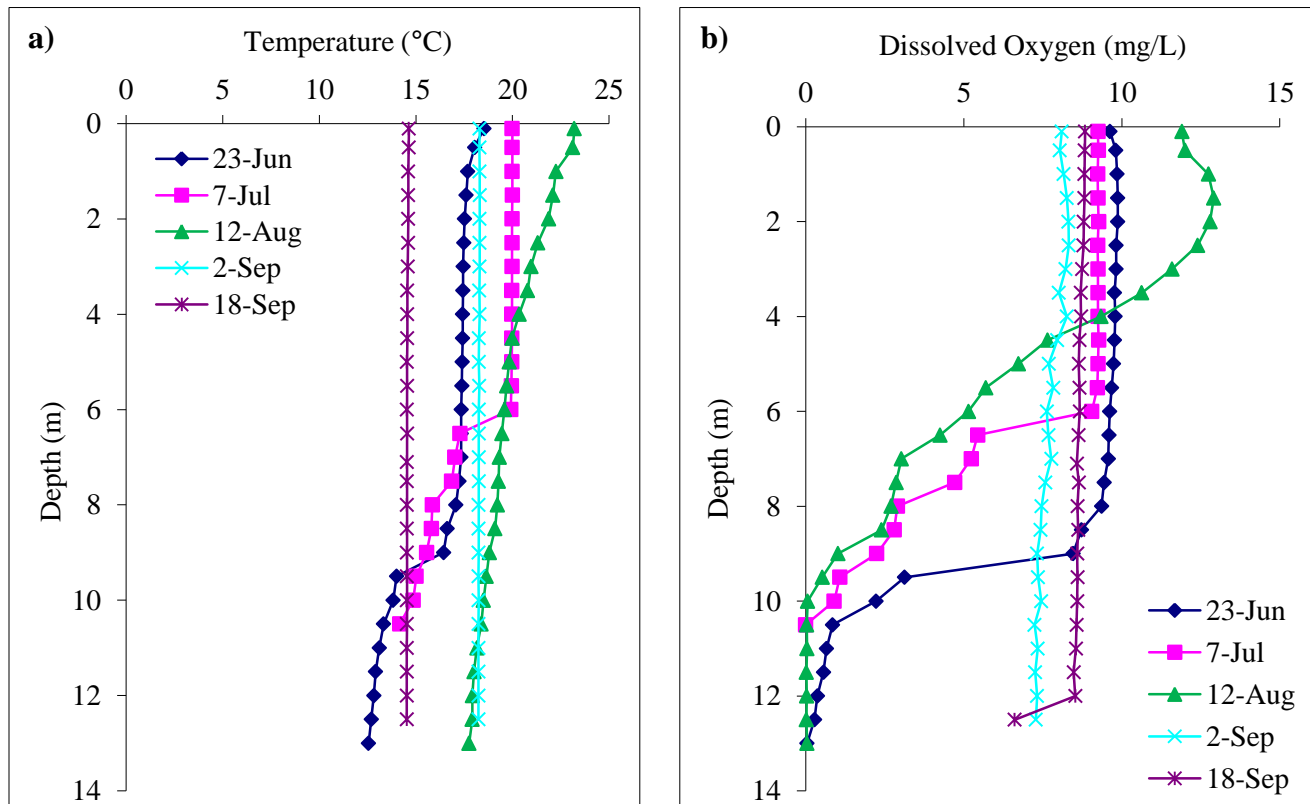 a) Temperature (°C)
0 5 10 15 20 25
0
2
4
6
8
10
12
14
Depth (m)
23-Jun
7-Jul
12-Aug
2-Sep
18-Sep
b) Dissolved Oxygen (mg/L)
0 5 10 15
0
2
4
6
8
10
12
14
Depth (m)
23-Jun
7-Jul
12-Aug
2-Sep
18-Sep